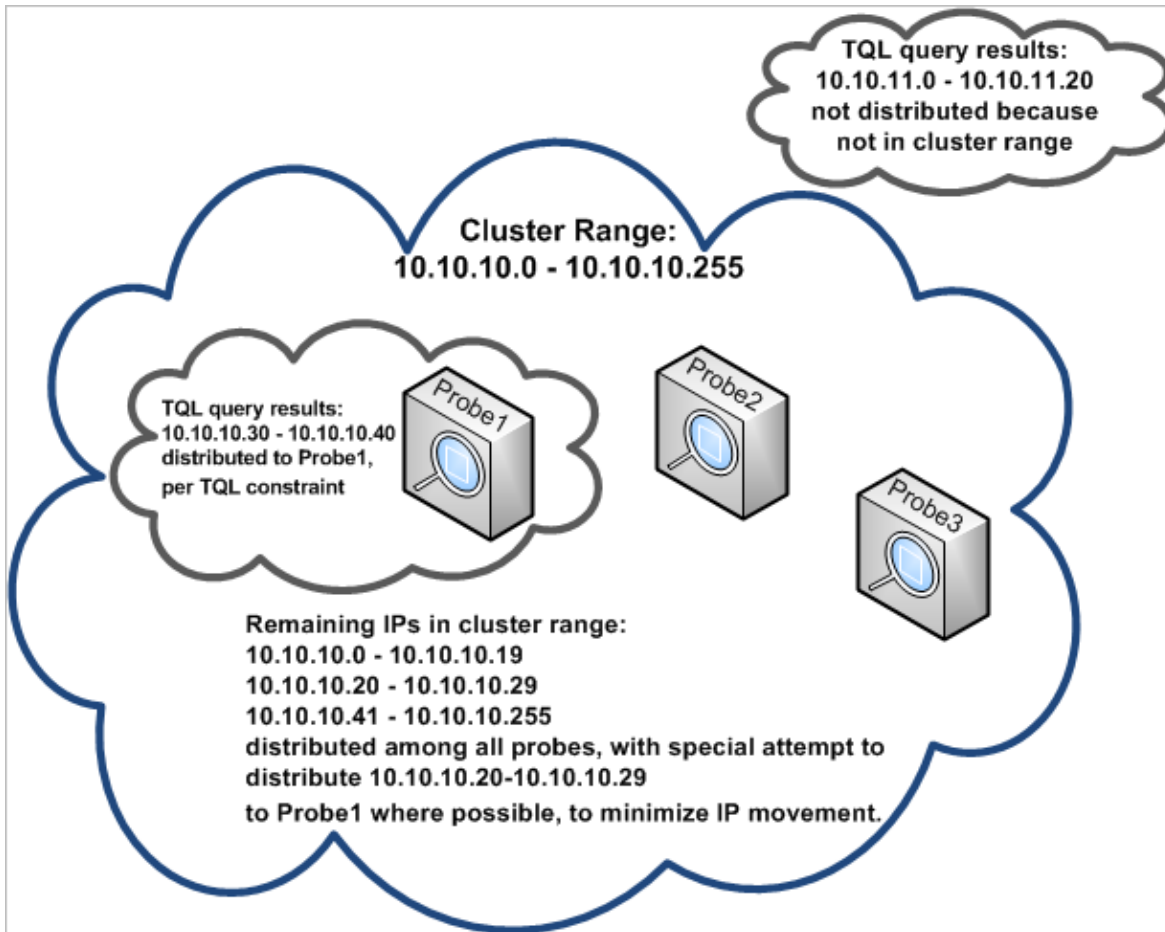 TQL query results:
10.10.11.0 - 10.10.11.20
not distributed because
not in cluster range
Cluster Range:
10.10.10.0 - 10.10.10.255
TQL query results:
10.10.10.30 - 10.10.10.40
distributed to Probe1,
per TQL constraint
Probe1
Probe2
Probe3
Remaining IPs in cluster range:
10.10.10.0 - 10.10.10.19
10.10.10.20 - 10.10.10.29
10.10.10.41 - 10.10.10.255
distributed among all probes, with special attempt to
distribute 10.10.10.20-10.10.10.29
to Probe1 where possible, to minimize IP movement.